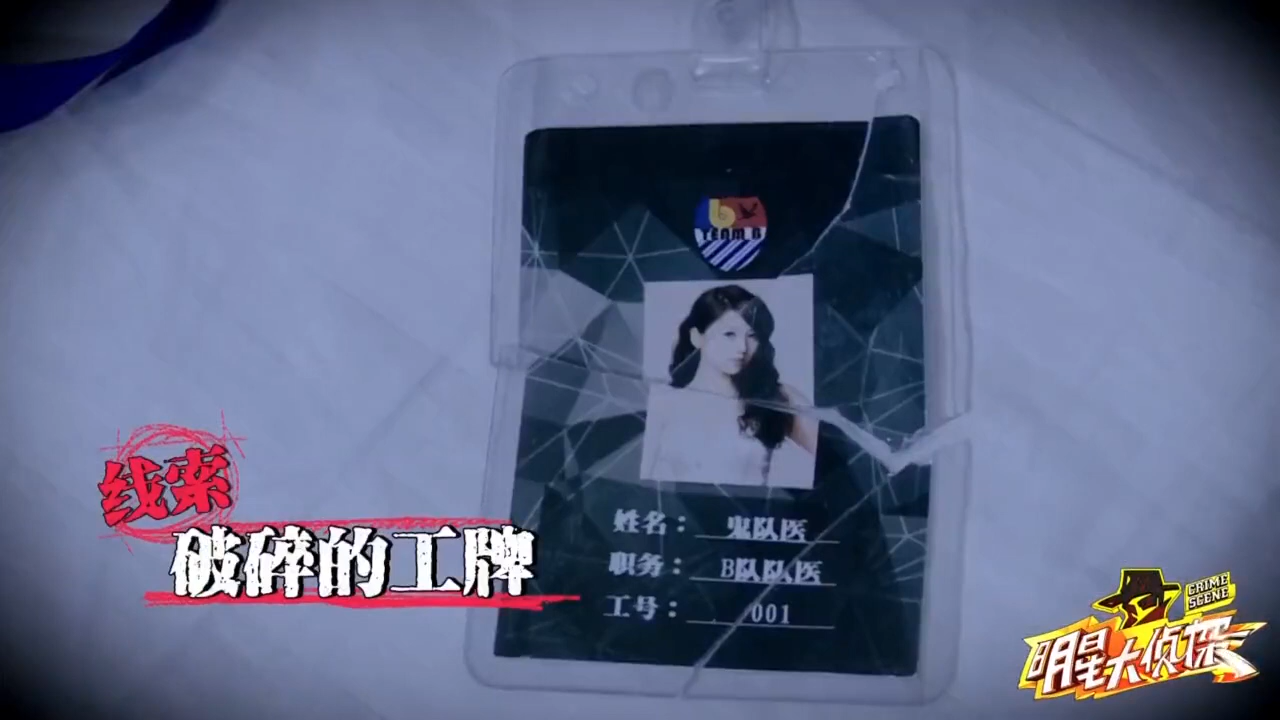 b
TEAM B
姓名：鬼队医
职务：B队队医
工号：001
线索
破碎的工牌
CRIME
SCENE
明星大侦探